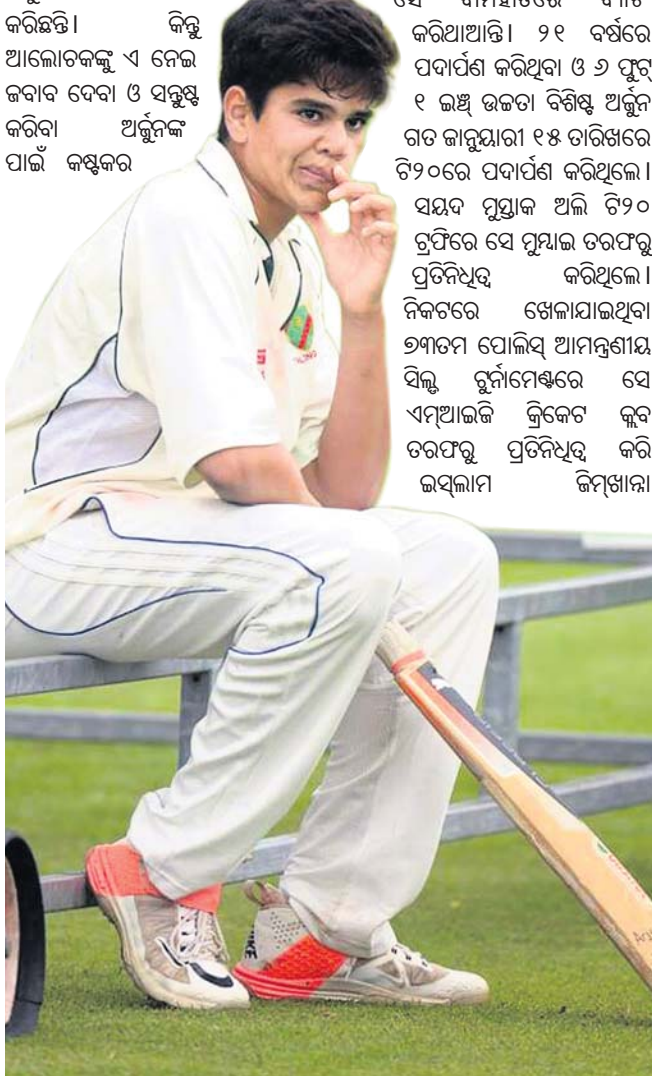 କରିଛନ୍ତି। କିନ୍ତୁ
ଆଲୋଚକଙ୍କୁ ଏ ନେଇ
ଜବାବ ଦେବା ଓ ସନ୍ତୁଷ୍ଟ
କରିବା ଅର୍ଜୁନଙ୍କ
ପାଇଁ କଷ୍ଟକର
କରିଥାଆନ୍ତି। ୨୧ ବର୍ଷରେ
ପଦାର୍ପଣ କରିଥିବା ଓ ୬ ଫୁଟ୍
୧ ଇଞ୍ଚ୍ ଉଚ୍ଚତା ବିଶିଷ୍ଟ ଅର୍ଜୁନ
ଗତ ଜାନୁୟାରୀ ୧୫ ତାରିଖରେ
ଟି୨୦ରେ ପଦାର୍ପଣ କରିଥିଲେ।
ସୟଦ ମୁସ୍ତାକ ଅଲି ଟି୨୦
ଟ୍ରଫିରେ ସେ ମୁମ୍ବାଇ ତରଫରୁ
ପ୍ରତିନିଧିତ୍ୱ କରିଥିଲେ।
ନିକଟରେ ଖେଳାଯାଇଥିବା
୭୩ତମ ପୋଲିସ୍ ଆମନ୍ତ୍ରଣୀୟ
ସିଲ୍ଡ ଟୁର୍ନାମେଣ୍ଟରେ ସେ
ଏମ୍ଆଇଜି କ୍ରିକେଟ କ୍ଲବ
ତରଫରୁ ପ୍ରତିନିଧିତ୍ୱ କରି
ଇସ୍ଲାମ ଜିମ୍ଖାନା